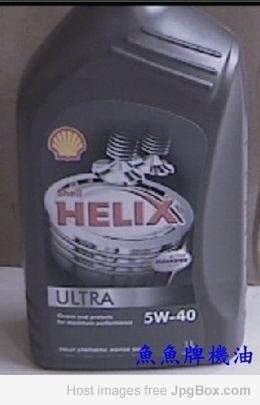 Shell
HELIX
ULTRA
5W-40
Cleans and protects
for maximum performance
FULLY SYNTHETIC MOTOR OIL
1L
魚魚牌機油
Host images free JpgBox.com